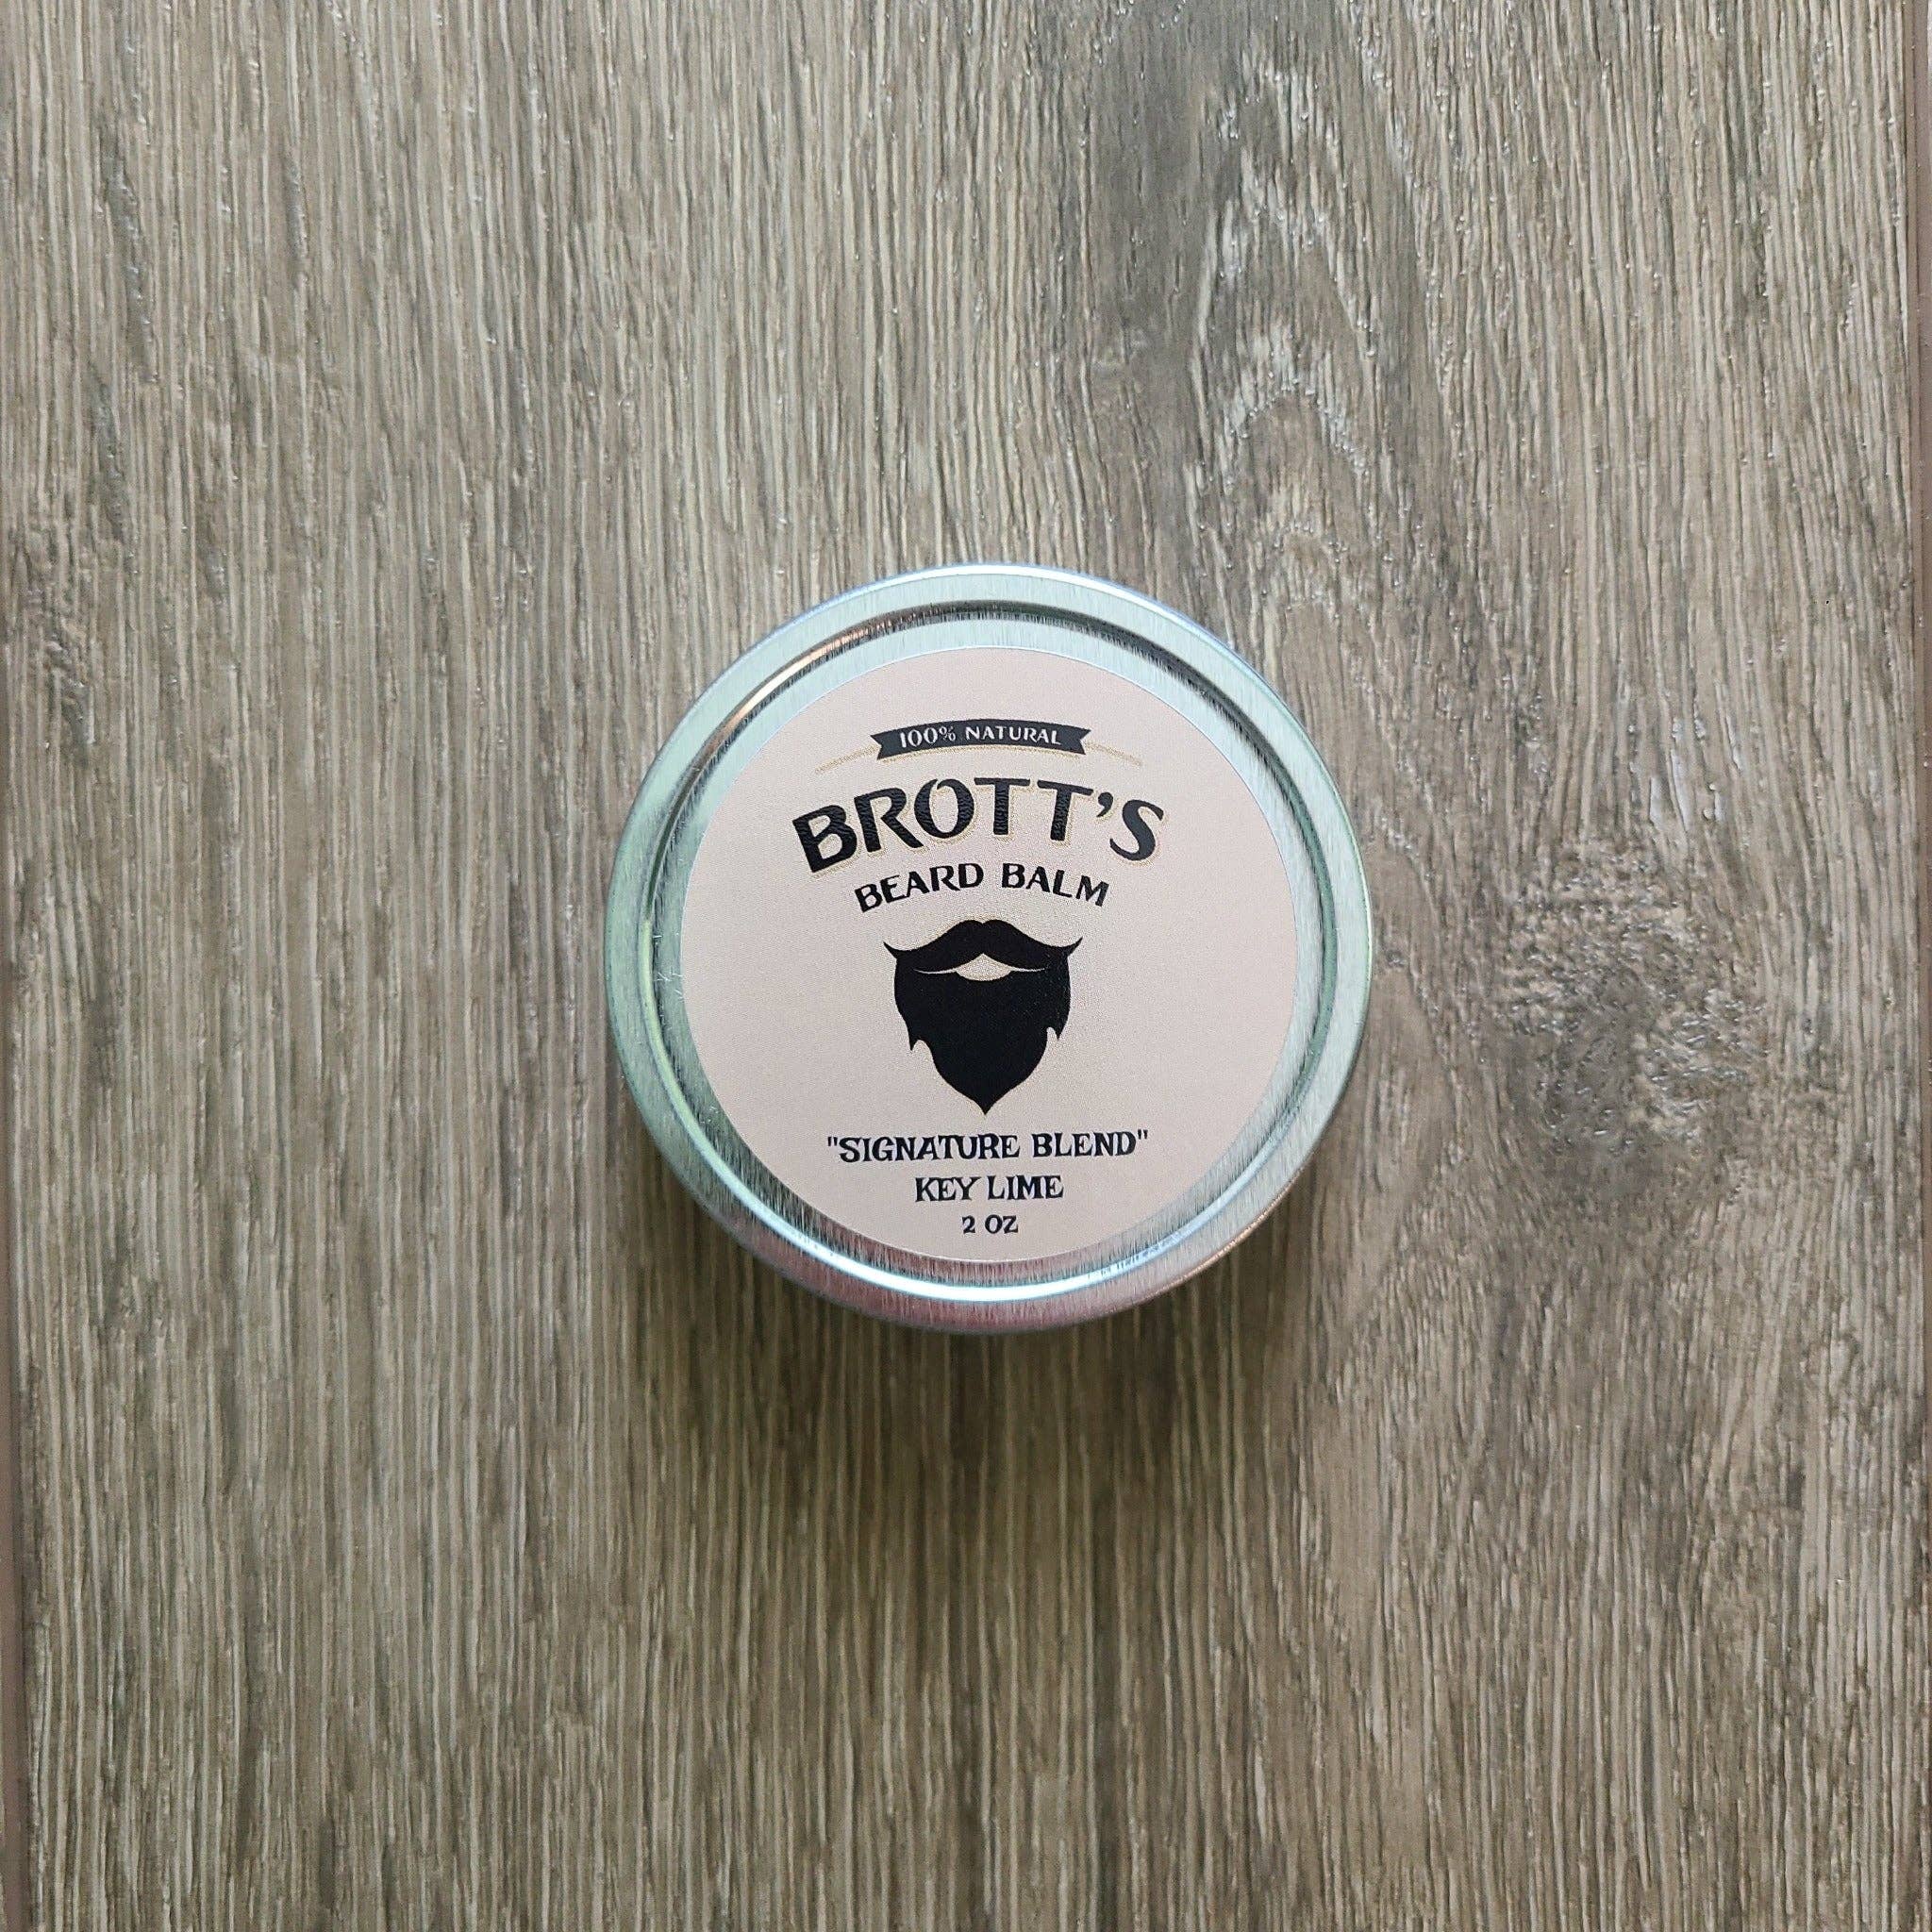 100% NATURAL
BROTT'S
BEARD BALM
"SIGNATURE BLEND"
KEY LIME
2 OZ